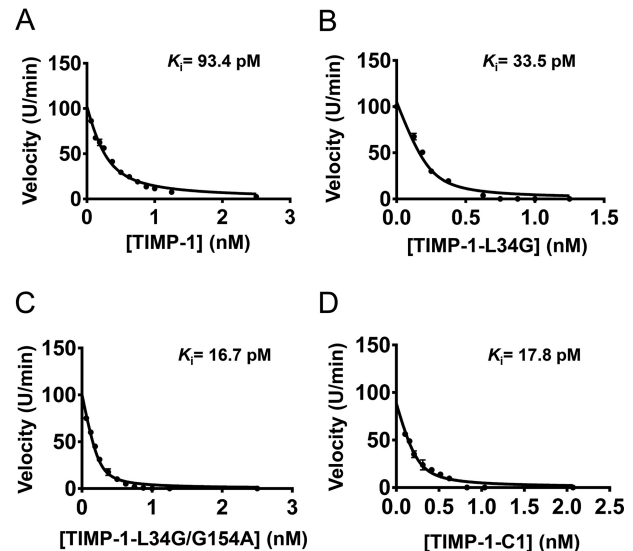 A
Ki= 93.4 pM
Velocity (U/min)
150
100
50
0
0 1 2 3
[TIMP-1] (nM)
B
Ki= 33.5 pM
Velocity (U/min)
150
100
50
0
0.0 0.5 1.0 1.5
[TIMP-1-L34G] (nM)
C
Ki= 16.7 pM
Velocity (U/min)
150
100
50
0
0 1 2 3
[TIMP-1-L34G/G154A] (nM)
D
Ki= 17.8 pM
Velocity (U/min)
150
100
50
0
0.0 0.5 1.0 1.5 2.0 2.5
[TIMP-1-C1] (nM)